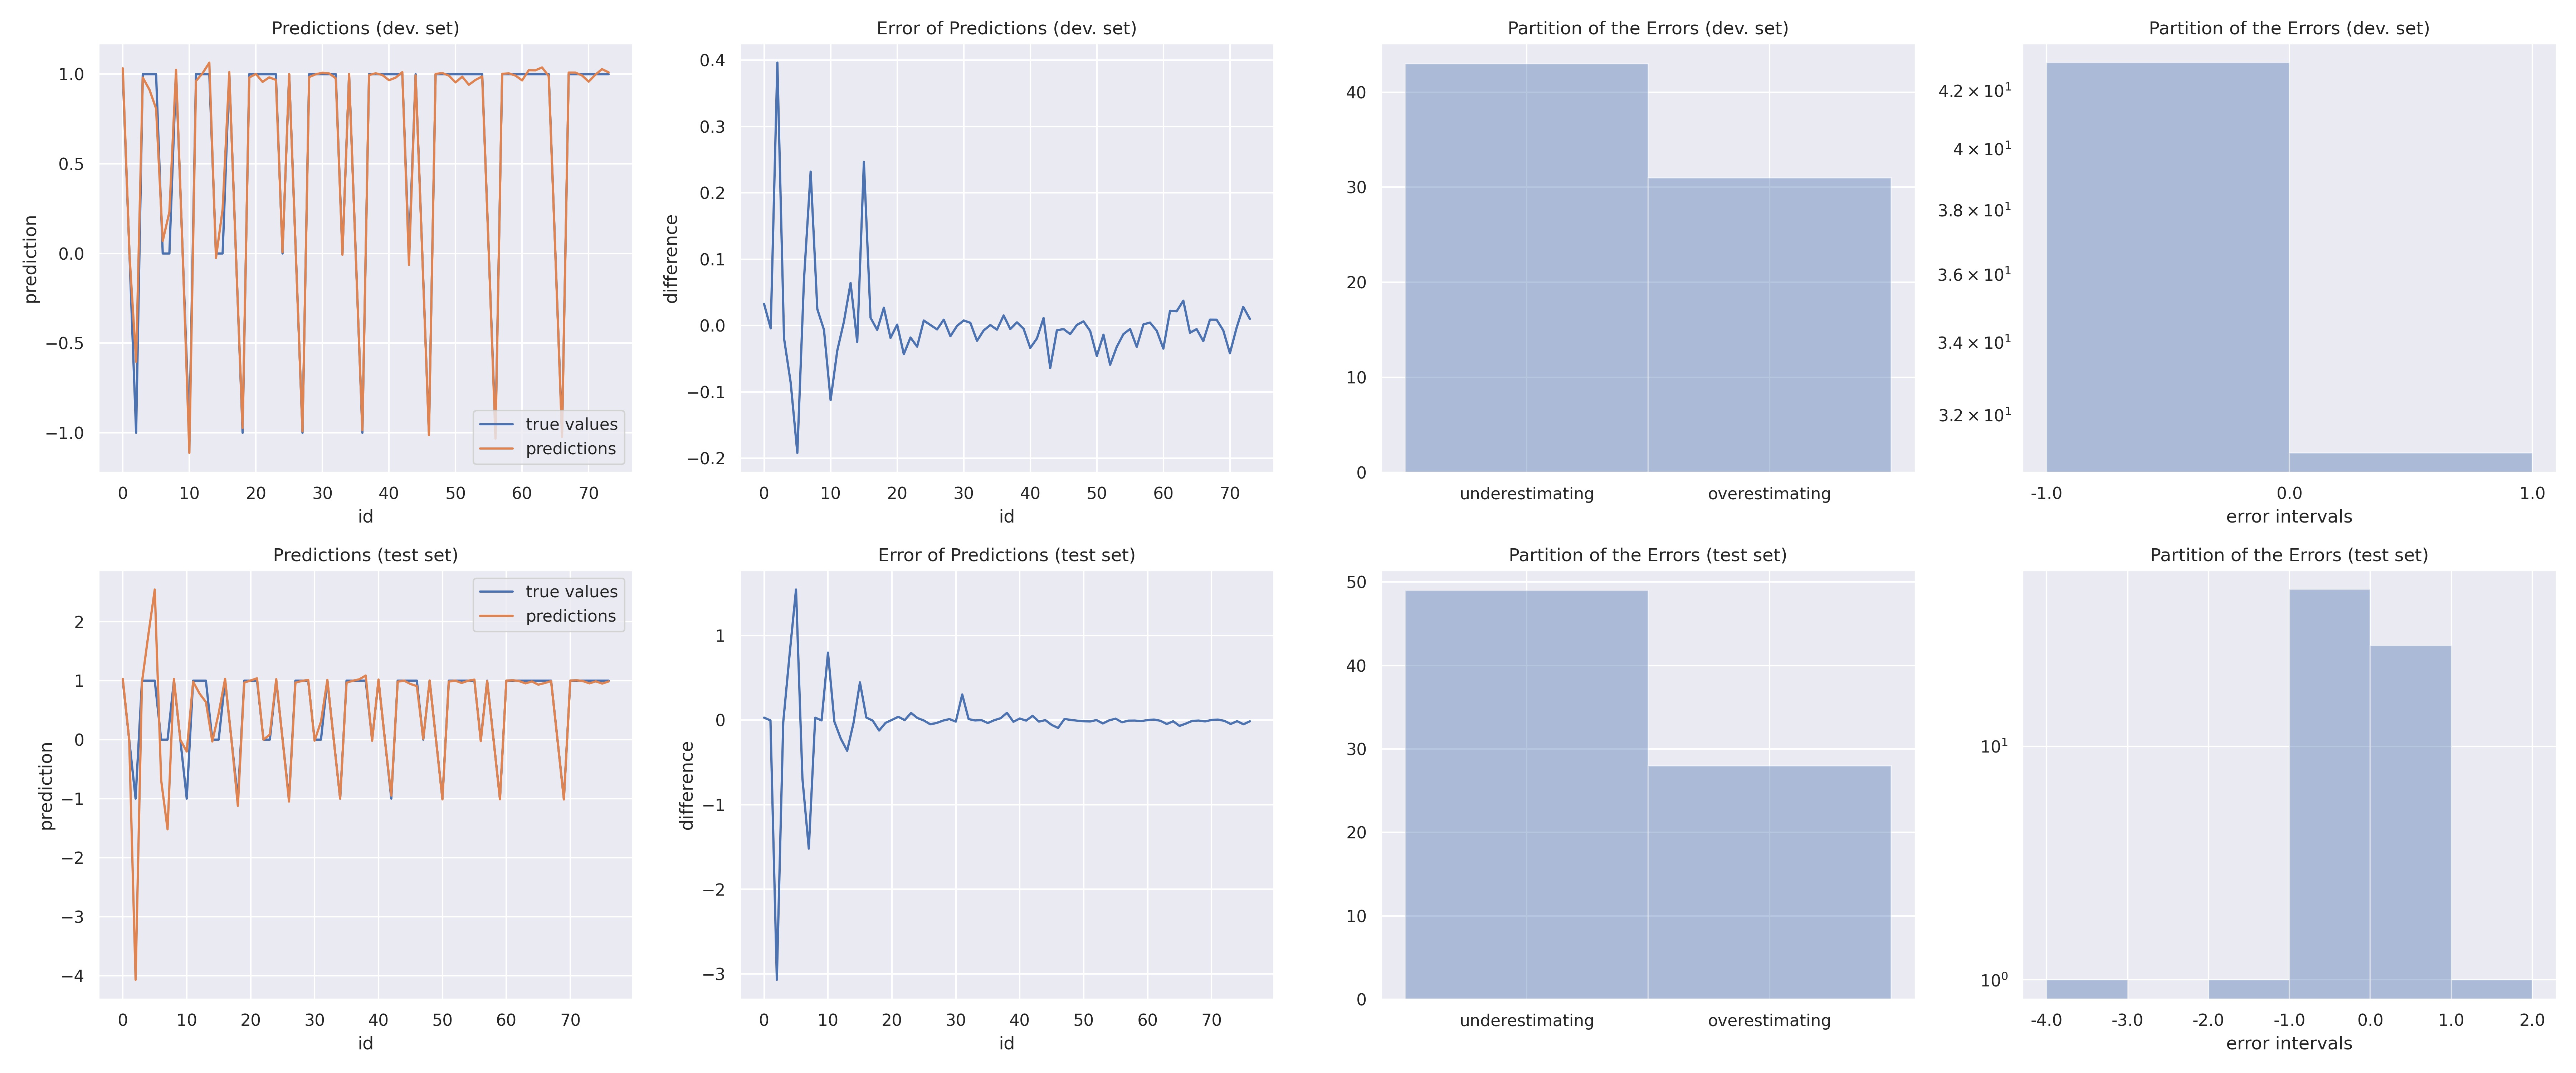 Predictions (dev. set)
1.0
0.5
0.0
−0.5
−1.0
prediction
true values
predictions
0 10 20 30 40 50 60 70
id
Error of Predictions (dev. set)
0.4
0.3
0.2
0.1
0.0
−0.1
−0.2
difference
0 10 20 30 40 50 60 70
id
Partition of the Errors (dev. set)
40
30
20
10
0
underestimating overestimating
Partition of the Errors (dev. set)
4.2 × 10¹
4 × 10¹
3.8 × 10¹
3.6 × 10¹
3.4 × 10¹
3.2 × 10¹
-1.0 0.0 1.0
error intervals
Predictions (test set)
true values
predictions
2
1
0
−1
−2
−3
−4
prediction
0 10 20 30 40 50 60 70
id
Error of Predictions (test set)
1
0
−1
−2
−3
difference
0 10 20 30 40 50 60 70
id
Partition of the Errors (test set)
50
40
30
20
10
0
underestimating overestimating
Partition of the Errors (test set)
10¹
10⁰
-4.0 -3.0 -2.0 -1.0 0.0 1.0 2.0
error intervals